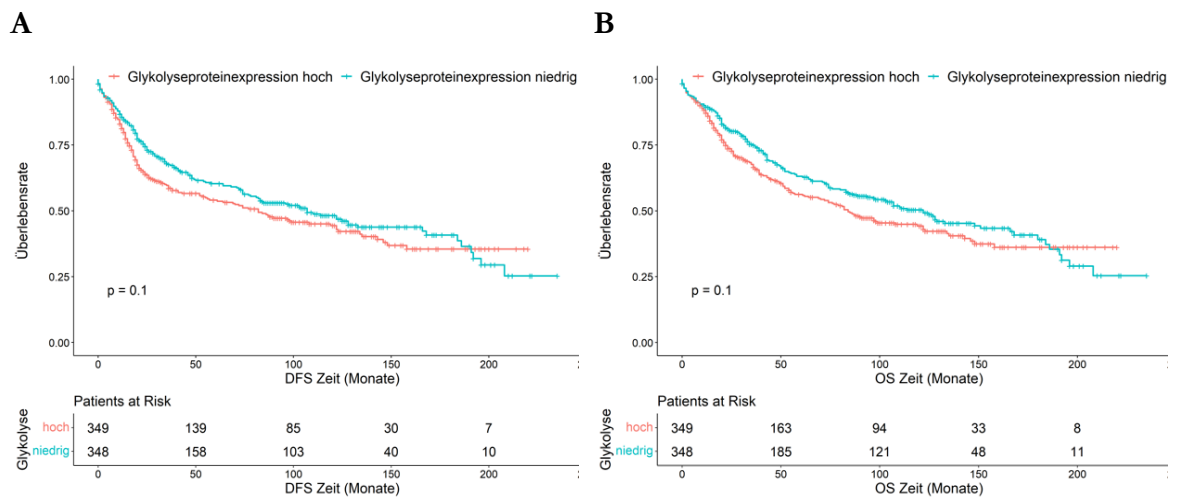 A
Glykolyseproteinexpression hoch Glykolyseproteinexpression niedrig
1.00
0.75
0.50
0.25
0.00
Überlebensrate
p = 0.1
0 50 100 150 200
DFS Zeit (Monate)
Patients at Risk
Glykolyse
hoch 349 139 85 30 7
niedrig 348 158 103 40 10
0 50 100 150 200
DFS Zeit (Monate)
B
Glykolyseproteinexpression hoch Glykolyseproteinexpression niedrig
1.00
0.75
0.50
0.25
0.00
Überlebensrate
p = 0.1
0 50 100 150 200
OS Zeit (Monate)
Patients at Risk
Glykolyse
hoch 349 163 94 33 8
niedrig 348 185 121 48 11
0 50 100 150 200
OS Zeit (Monate)